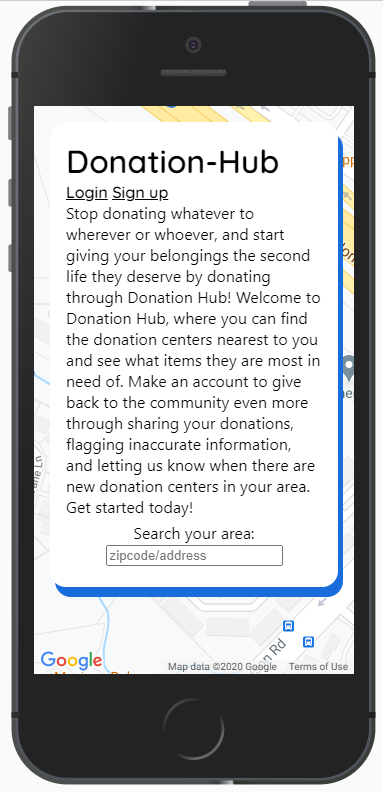 Donation-Hub
Login Sign up
Stop donating whatever to
wherever or whoever, and start
giving your belongings the second
life they deserve by donating
through Donation Hub! Welcome to
Donation Hub, where you can find
the donation centers nearest to you
and see what items they are most in
need of. Make an account to give
back to the community even more
through sharing your donations,
flagging inaccurate information,
and letting us know when there are
new donation centers in your area.
Get started today!
Search your area:
zipcode/address
Google
Map data ©2020 Google
Terms of Use